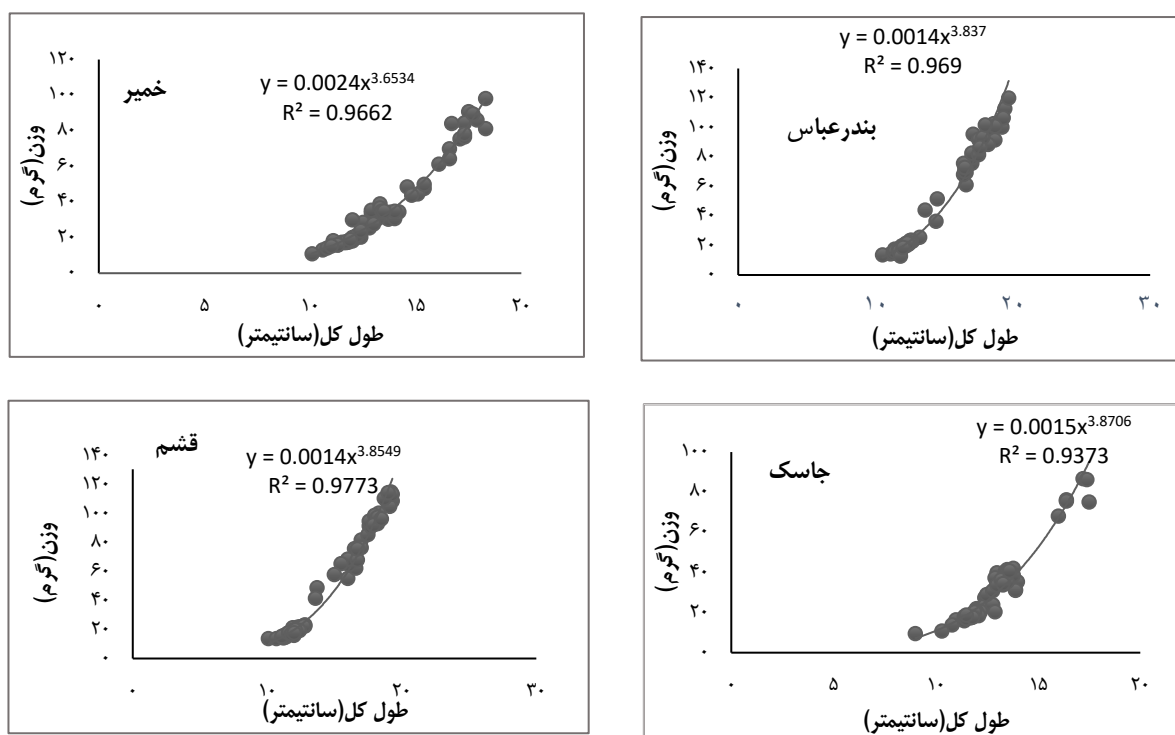 خمیر
y = 0.0024x^3.6534
R² = 0.9662
وزن(گرم)
۱۲۰
۱۰۰
۸۰
۶۰
۴۰
۲۰
۰
۰ ۵ ۱۰ ۱۵ ۲۰
طول کل(سانتیمتر)
y = 0.0014x^3.837
R² = 0.969
بندرعباس
وزن(گرم)
۱۴۰
۱۲۰
۱۰۰
۸۰
۶۰
۴۰
۲۰
۰
۰ ۱۰ ۲۰ ۳۰
طول کل(سانتیمتر)
قشم
y = 0.0014x^3.8549
R² = 0.9773
وزن(گرم)
۱۴۰
۱۲۰
۱۰۰
۸۰
۶۰
۴۰
۲۰
۰
۰ ۱۰ ۲۰ ۳۰
طول کل(سانتیمتر)
y = 0.0015x^3.8706
R² = 0.9373
جاسک
وزن(گرم)
۱۰۰
۸۰
۶۰
۴۰
۲۰
۰
۰ ۵ ۱۰ ۱۵ ۲۰
طول کل(سانتیمتر)